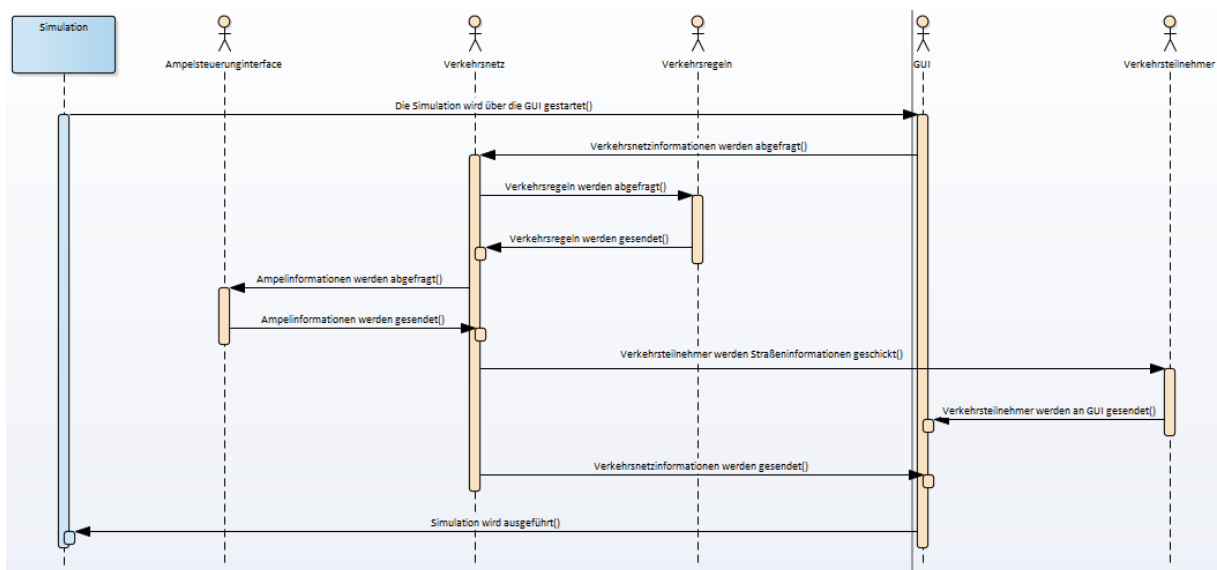 Simulation
Ampelsteuerunginterface
Verkehrsnetz
Verkehrsregeln
GUI
Verkehrsteilnehmer
Die Simulation wird über die GUI gestartet()
Verkehrsnetzinformationen werden abgefragt()
Verkehrsregeln werden abgefragt()
Verkehrsregeln werden gesendet()
Ampelinformationen werden abgefragt()
Ampelinformationen werden gesendet()
Verkehrsteilnehmer werden Straßeninformationen geschickt()
Verkehrsteilnehmer werden an GUI gesendet()
Verkehrsnetzinformationen werden gesendet()
Simulation wird ausgeführt()